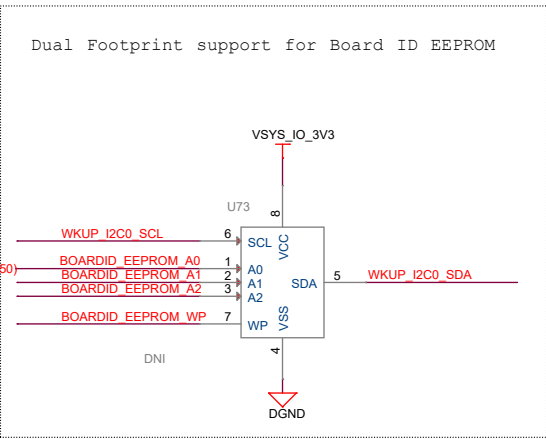 Dual Footprint support for Board ID EEPROM
VSYS_IO_3V3
U73
8
VCC
WKUP_I2C0_SCL 6 SCL
50) BOARDID_EEPROM_A0 1 A0
BOARDID_EEPROM_A1 2 A1
SDA 5 WKUP_I2C0_SDA
BOARDID_EEPROM_A2 3 A2
BOARDID_EEPROM_WP 7 WP
VSS
4
DNI
DGND